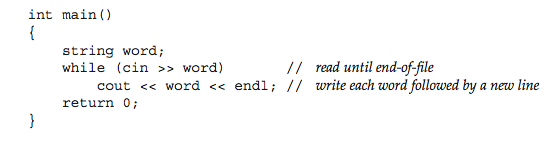 int main()
{
    string word;
    while (cin >> word)       // read until end-of-file
        cout << word << endl; // write each word followed by a new line
    return 0;
}